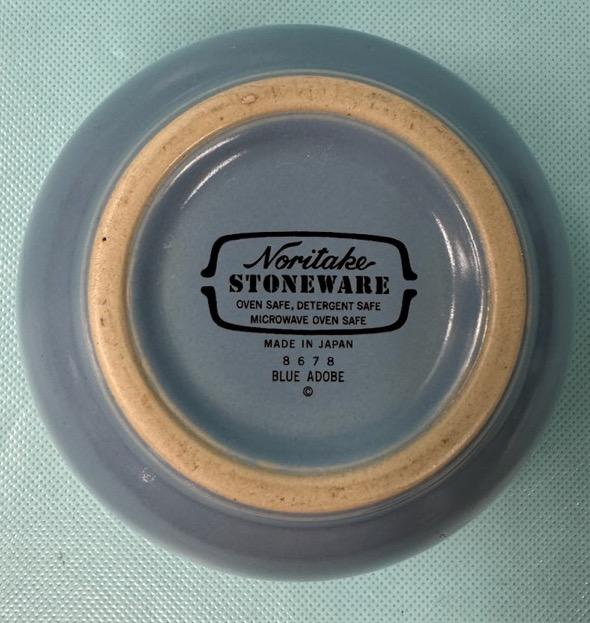 Noritake
STONEWARE
OVEN SAFE, DETERGENT SAFE
MICROWAVE OVEN SAFE
MADE IN JAPAN
8678
BLUE ADOBE
©